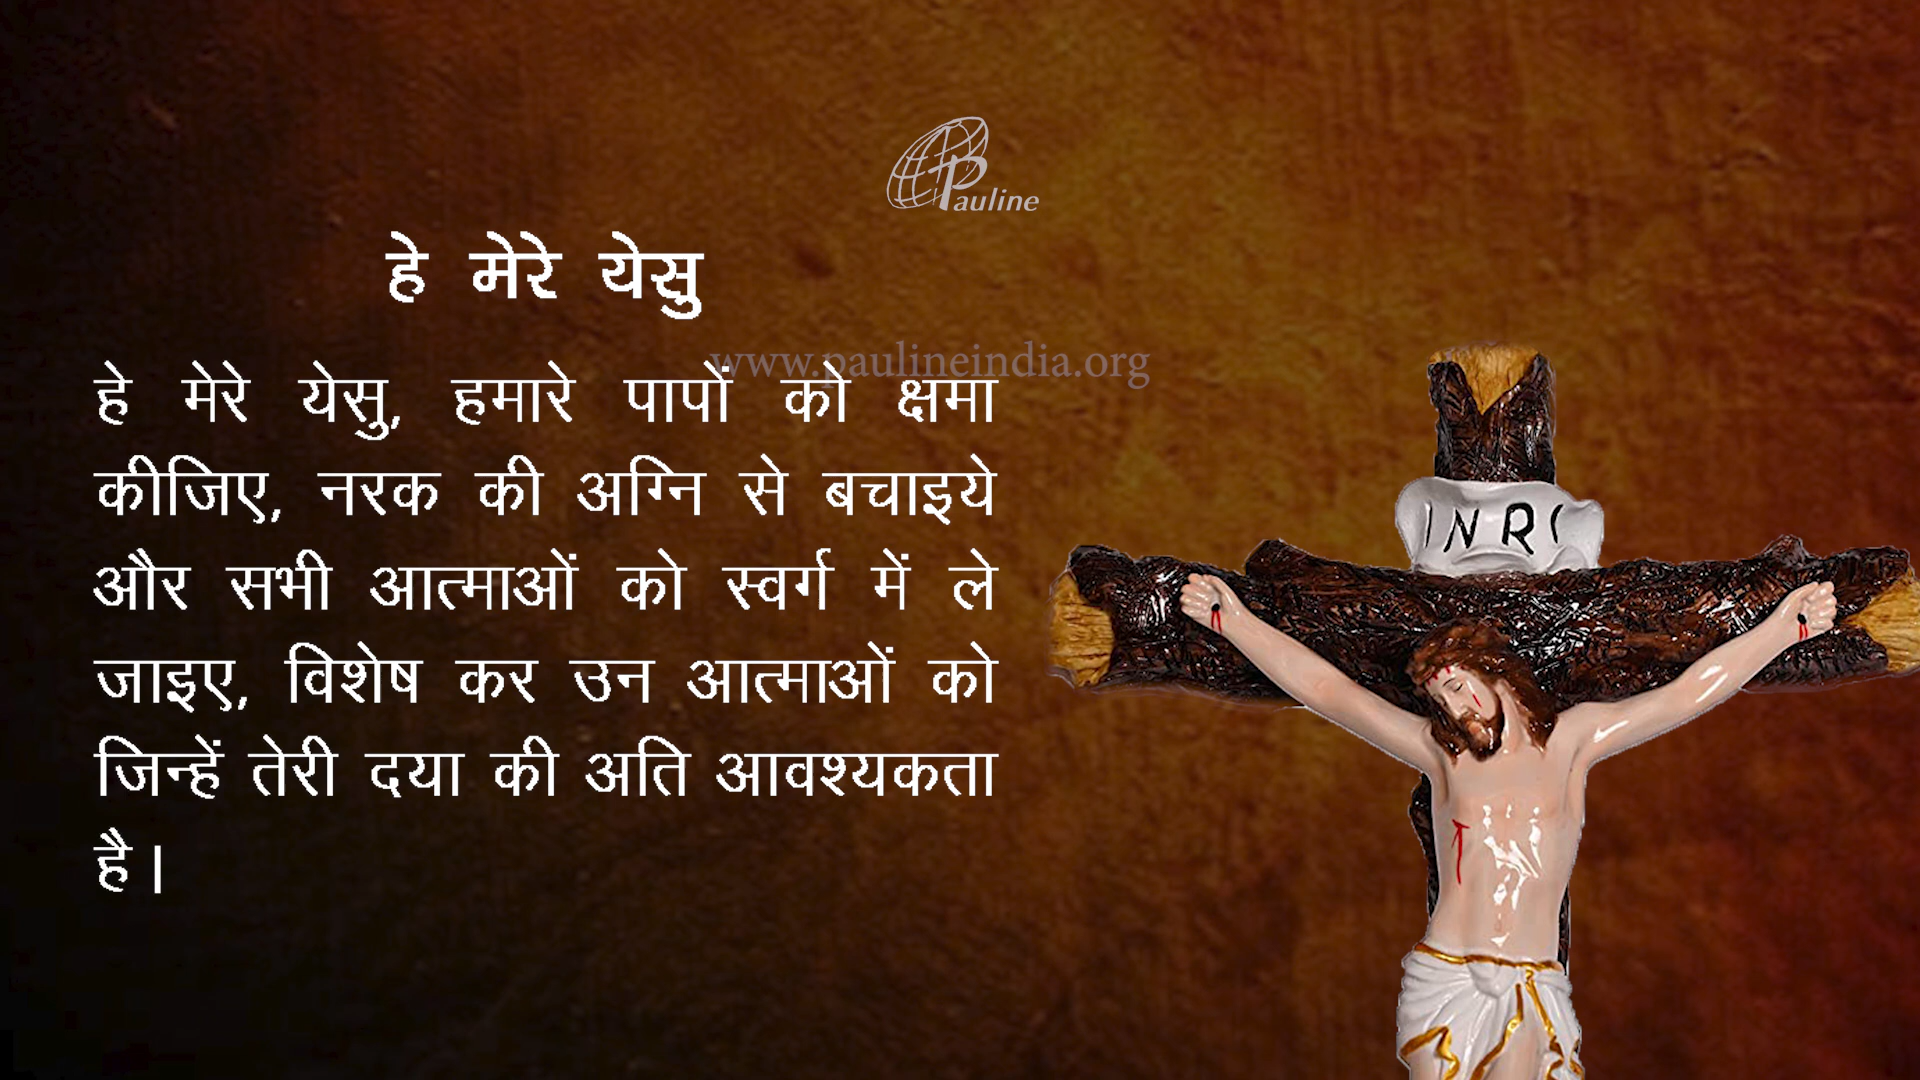 Pauline
हे मेरे येसु
www.paulineindia.org
हे मेरे येसु, हमारे पापों को क्षमा
कीजिए, नरक की अग्नि से बचाइये
और सभी आत्माओं को स्वर्ग में ले
जाइए, विशेष कर उन आत्माओं को
जिन्हें तेरी दया की अति आवश्यकता
है।
INRI